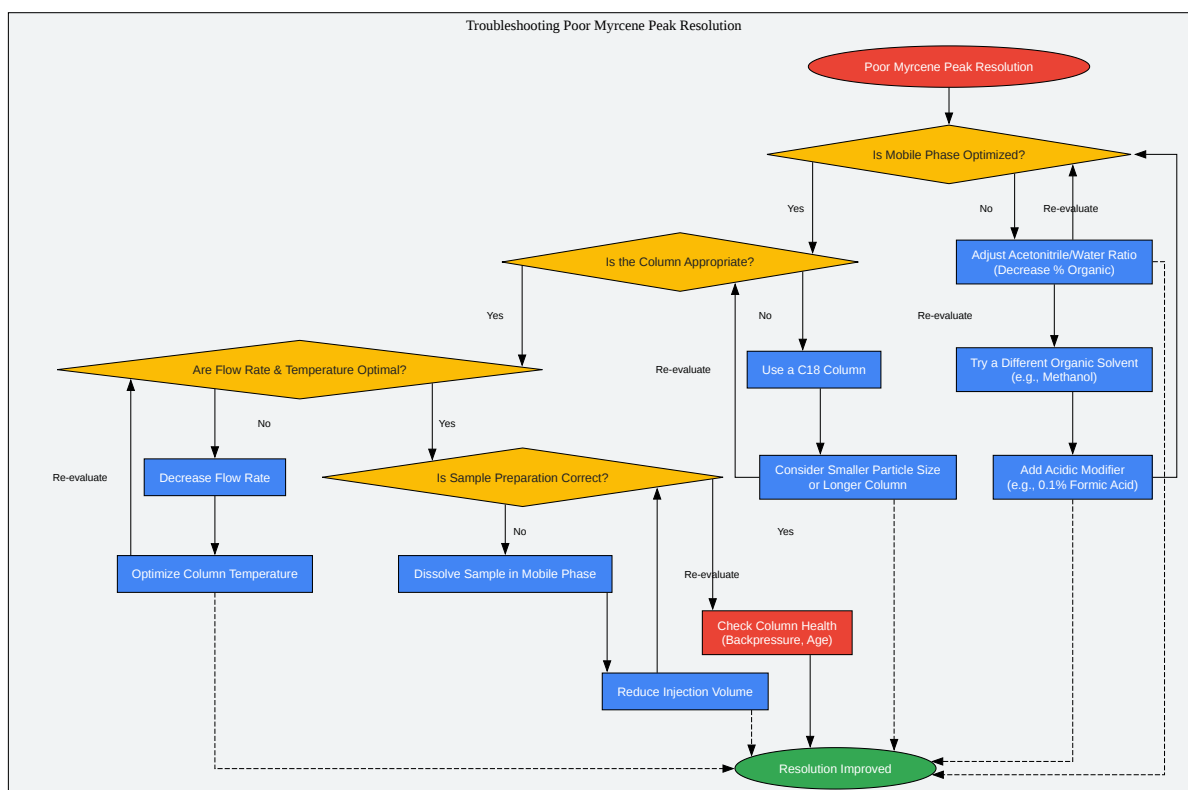 Troubleshooting Poor Myrcene Peak Resolution
Poor Myrcene Peak Resolution
Is Mobile Phase Optimized?
Yes
No
Re-evaluate
Is the Column Appropriate?
Adjust Acetonitrile/Water Ratio
(Decrease % Organic)
Yes
No
Re-evaluate
Are Flow Rate & Temperature Optimal?
Re-evaluate
Use a C18 Column
Try a Different Organic Solvent
(e.g., Methanol)
No
Yes
Re-evaluate
Decrease Flow Rate
Is Sample Preparation Correct?
Consider Smaller Particle Size
or Longer Column
Add Acidic Modifier
(e.g., 0.1% Formic Acid)
No
Yes
Optimize Column Temperature
Dissolve Sample in Mobile Phase
Re-evaluate
Check Column Health
(Backpressure, Age)
Reduce Injection Volume
Resolution Improved